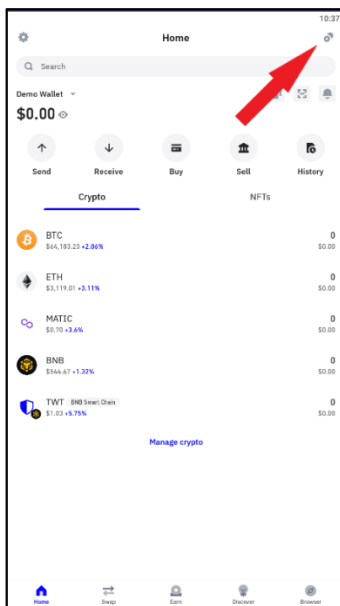 10:37
Home
Search
Demo Wallet
$0.00
Send Receive Buy Sell History
Crypto NFTs
BTC 0
$64,183.23 +2.06% $0.00
ETH 0
$3,119.01 +3.11% $0.00
MATIC 0
$0.70 +3.6% $0.00
BNB 0
$544.67 +1.32% $0.00
TWT BNB Smart Chain 0
$1.03 +5.75% $0.00
Manage crypto
Home Swap Earn Discover Browser